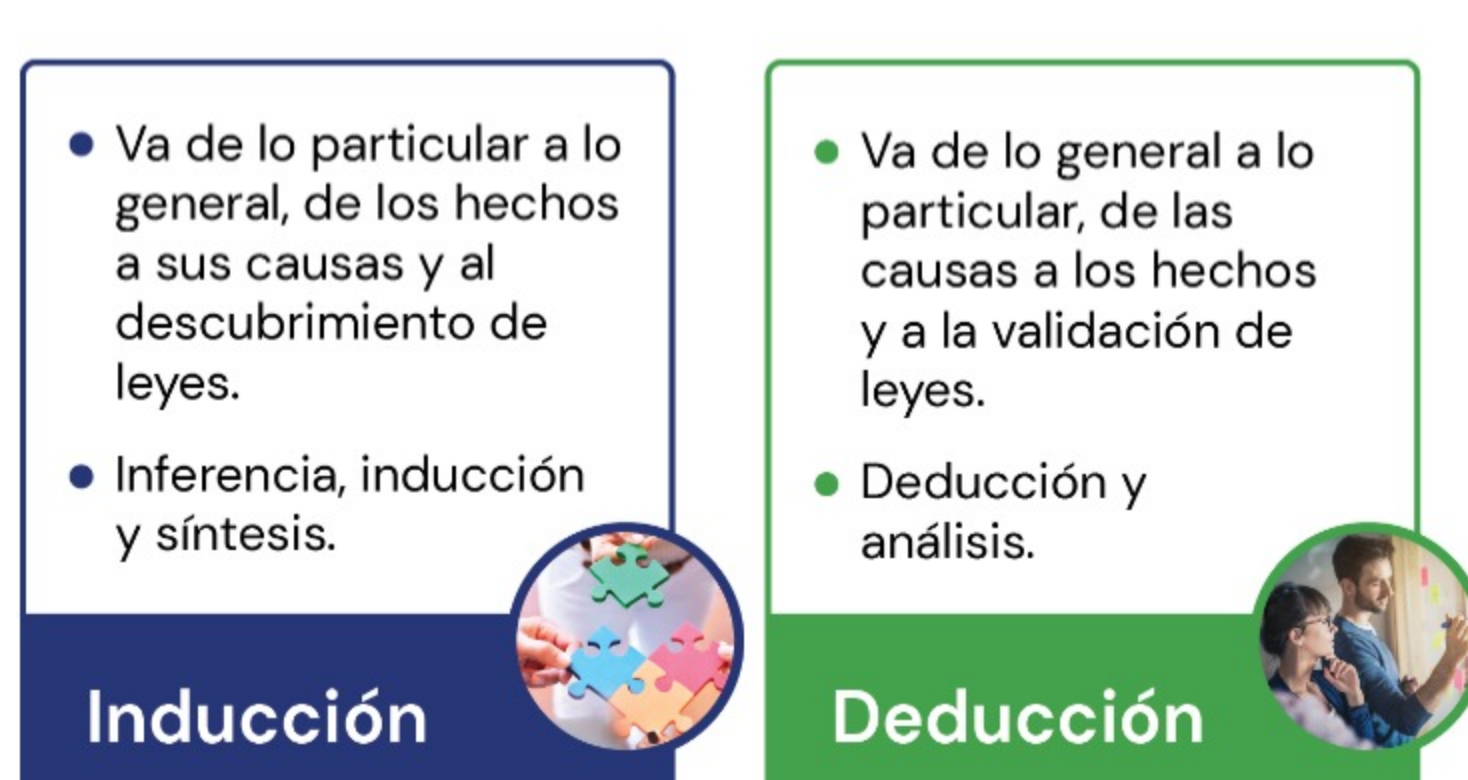 Va de lo particular a lo
general, de los hechos
a sus causas y al
descubrimiento de
leyes.
Inferencia, inducción
y síntesis.
Inducción
Va de lo general a lo
particular, de las
causas a los hechos
y a la validación de
leyes.
Deducción y
análisis.
Deducción